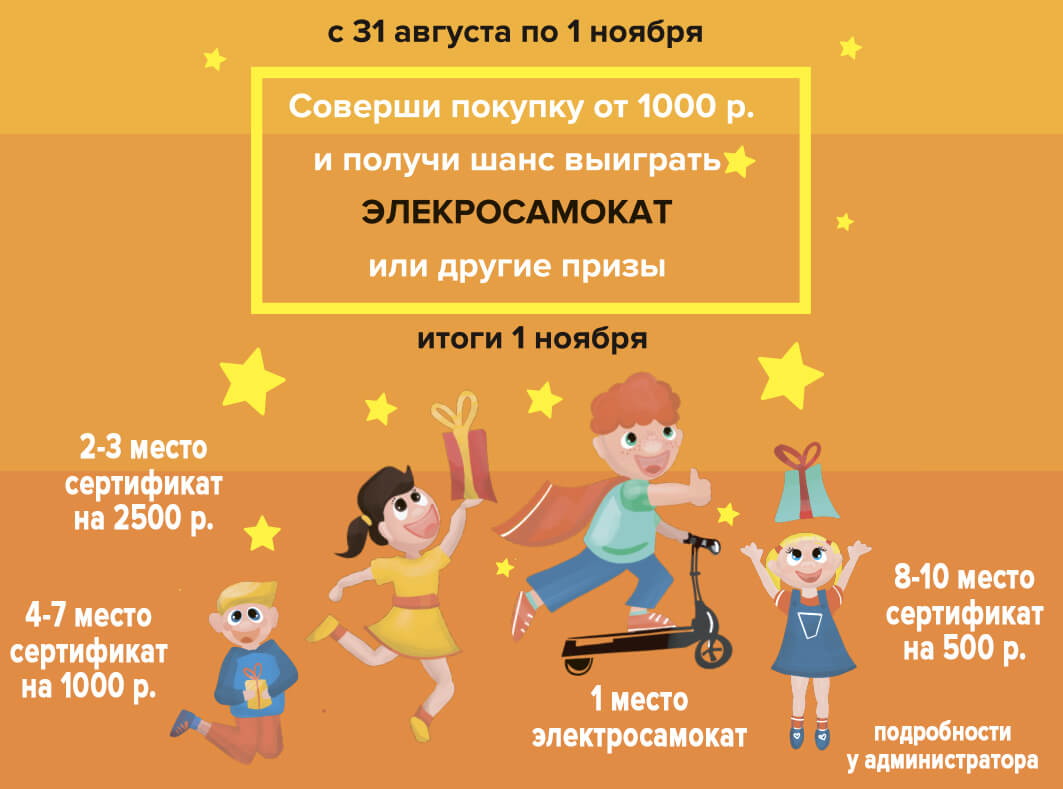 с 31 августа по 1 ноября
Соверши покупку от 1000 р.
и получи шанс выиграть
ЭЛЕКРОСАМОКАТ
или другие призы
итоги 1 ноября
2-3 место
сертификат
на 2500 р.
4-7 место
сертификат
на 1000 р.
1 место
электросамокат
8-10 место
сертификат
на 500 р.
подробности
у администратора